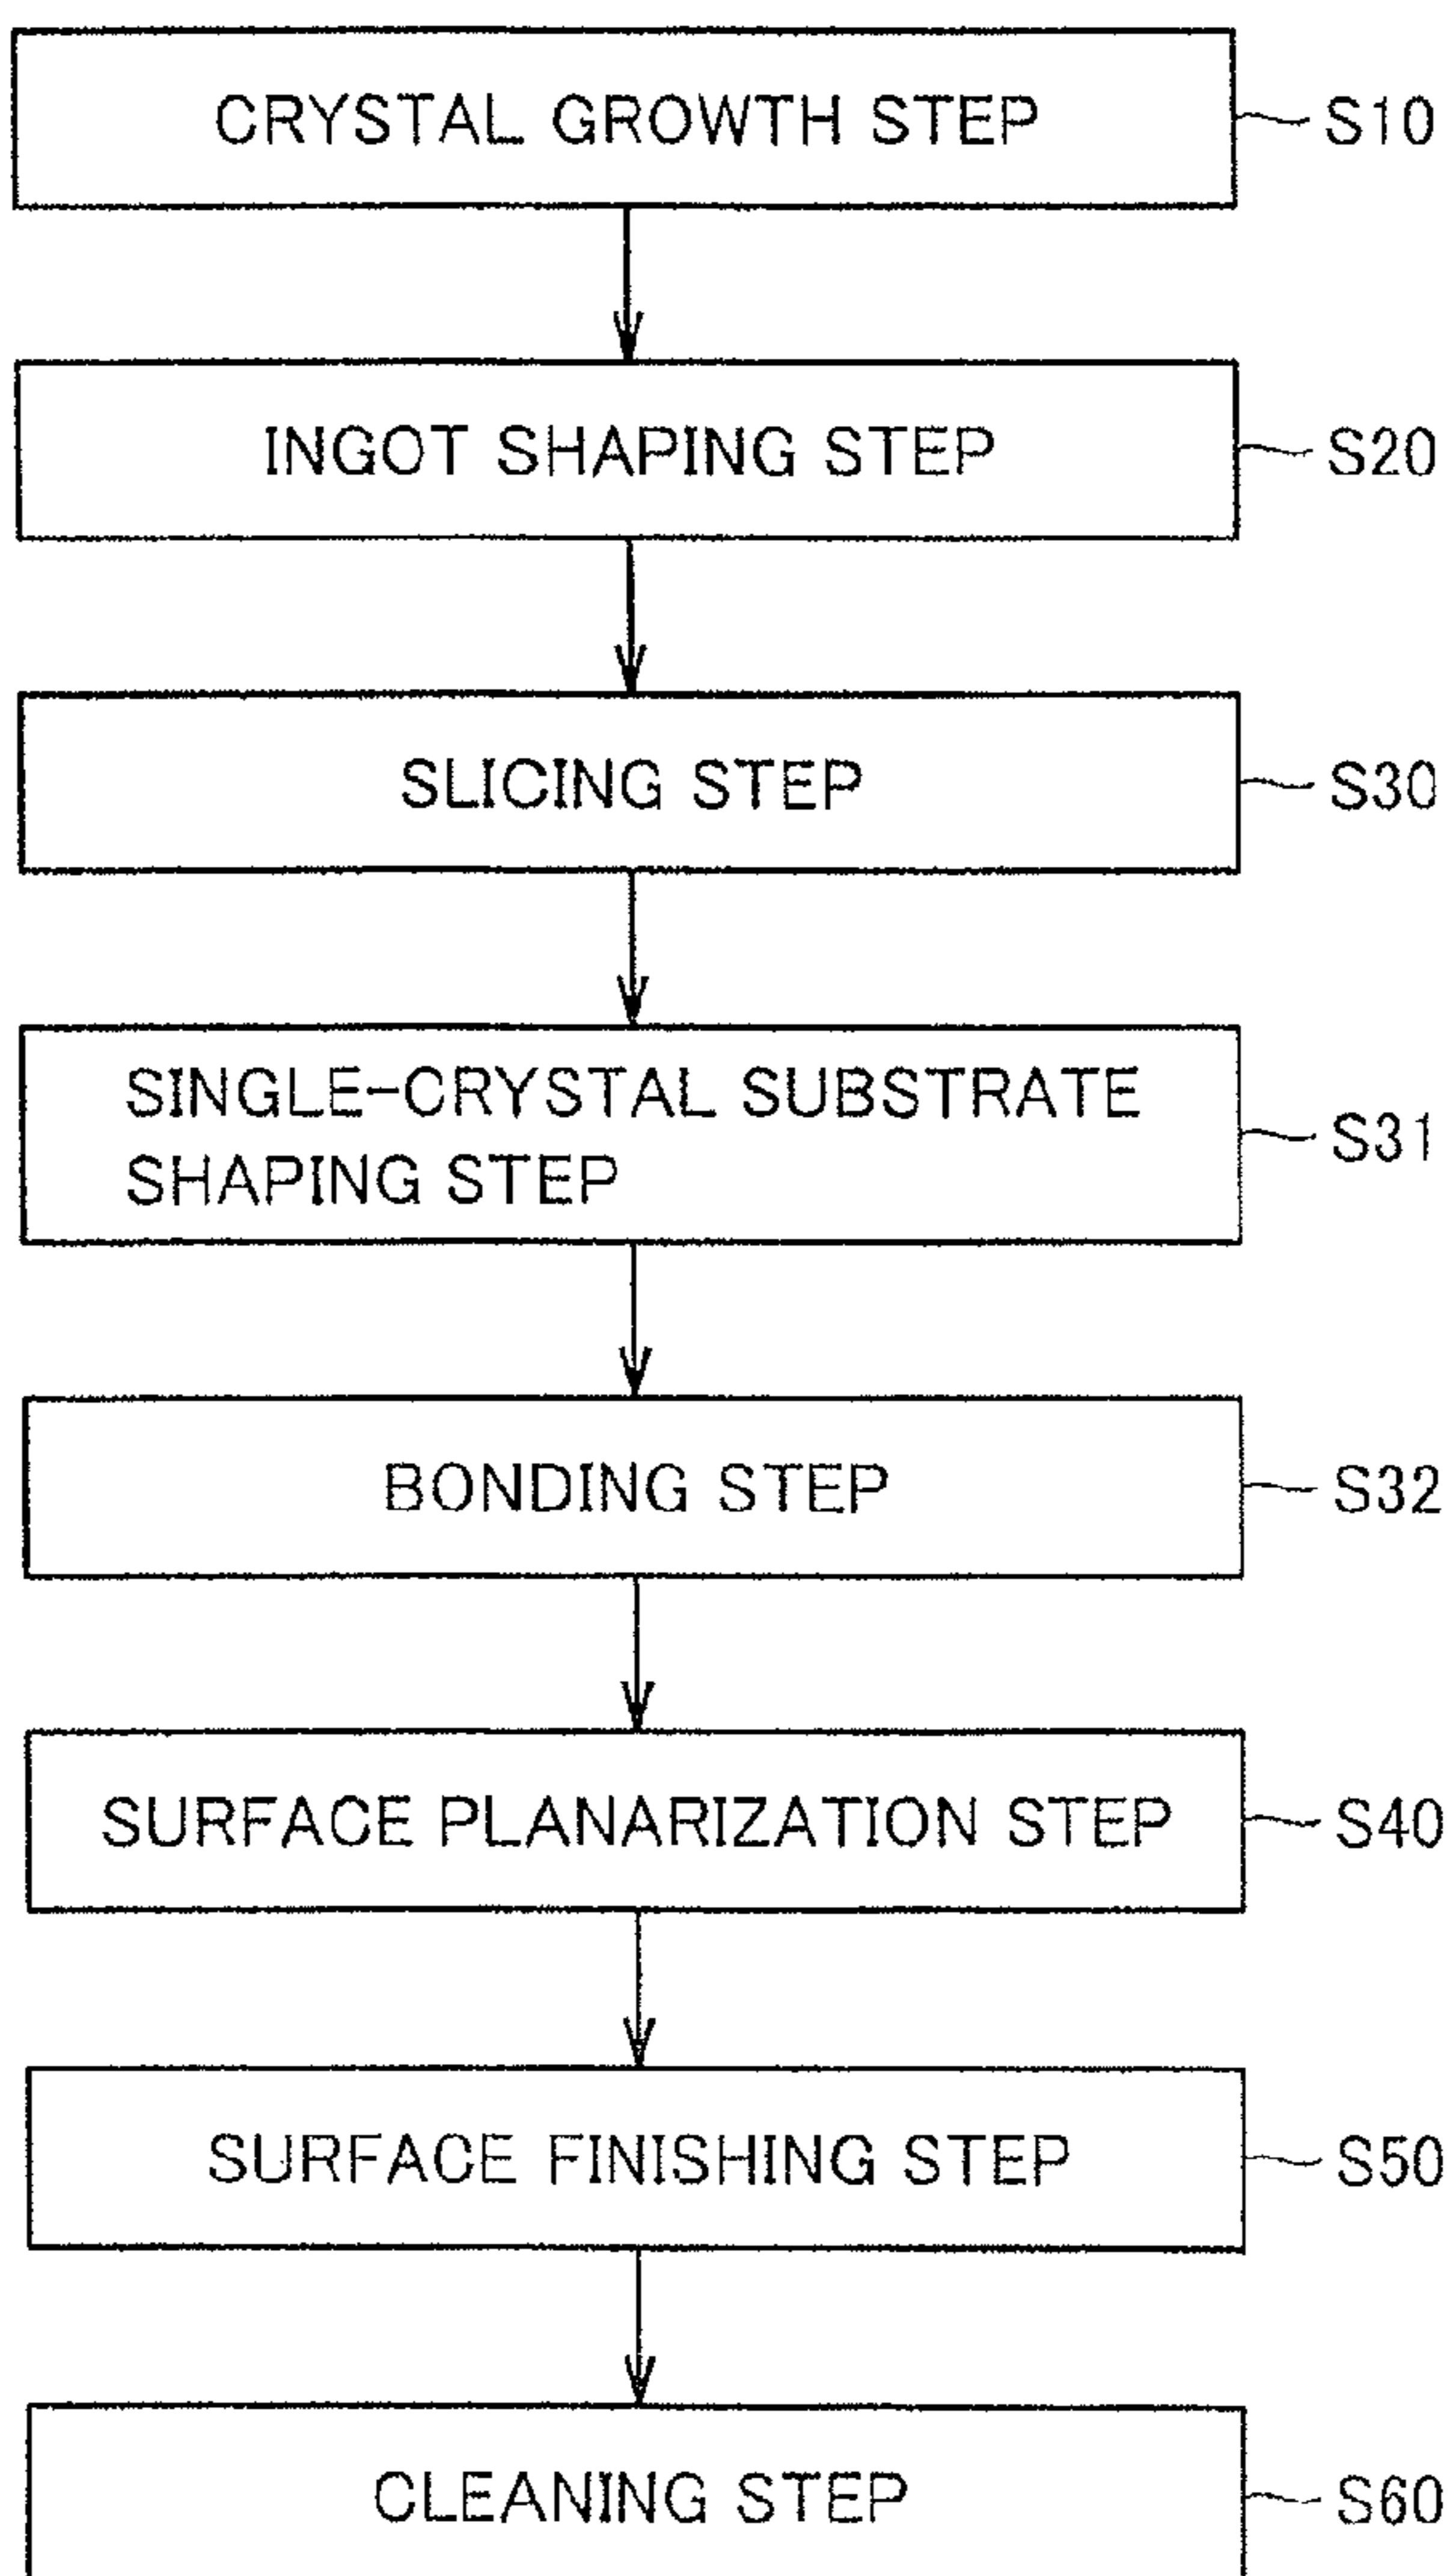 CRYSTAL GROWTH STEP S10
INGOT SHAPING STEP S20
SLICING STEP S30
SINGLE-CRYSTAL SUBSTRATE
SHAPING STEP
S31
BONDING STEP S32
SURFACE PLANARIZATION STEP S40
SURFACE FINISHING STEP S50
CLEANING STEP S60